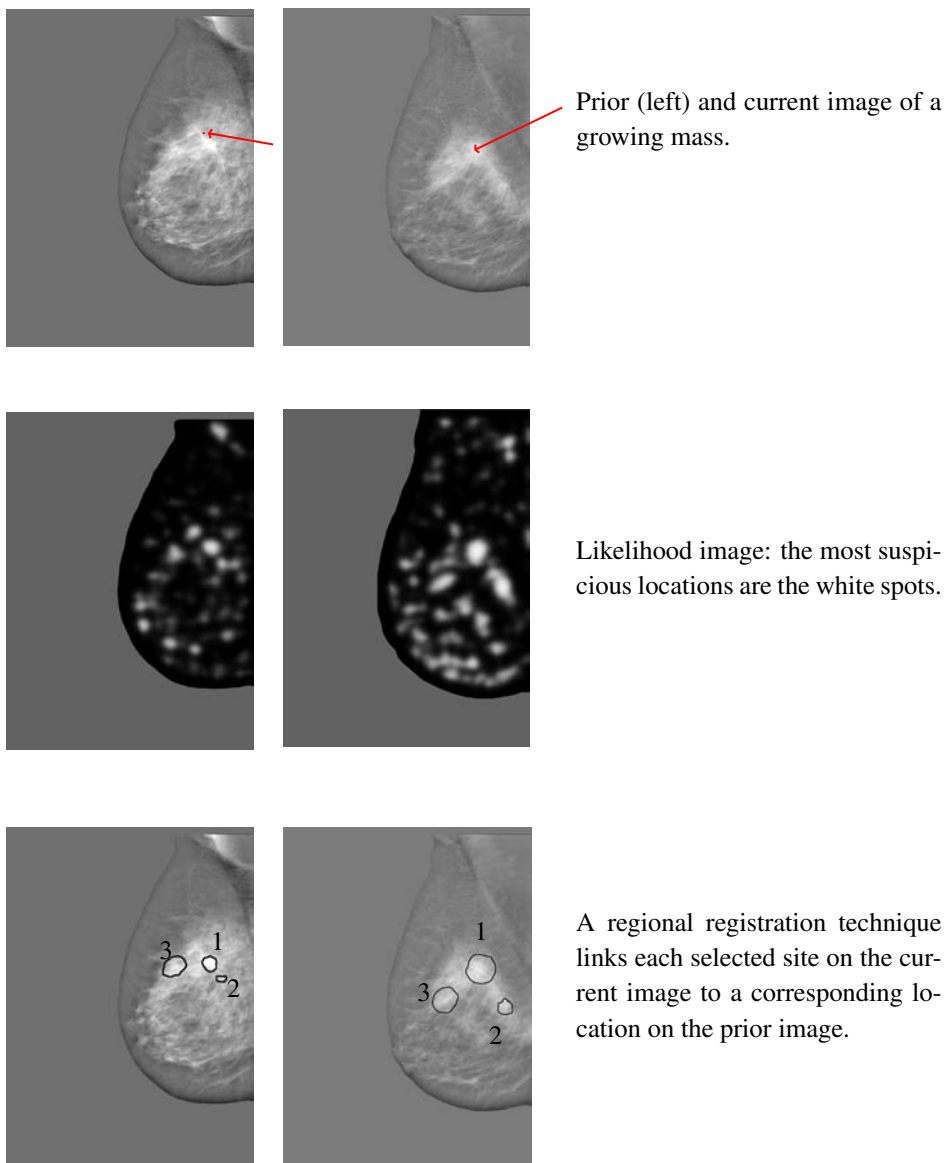 Prior (left) and current image of a
growing mass.
Likelihood image: the most suspi-
cious locations are the white spots.
3
1
2
1
3
2
A regional registration technique
links each selected site on the cur-
rent image to a corresponding lo-
cation on the prior image.